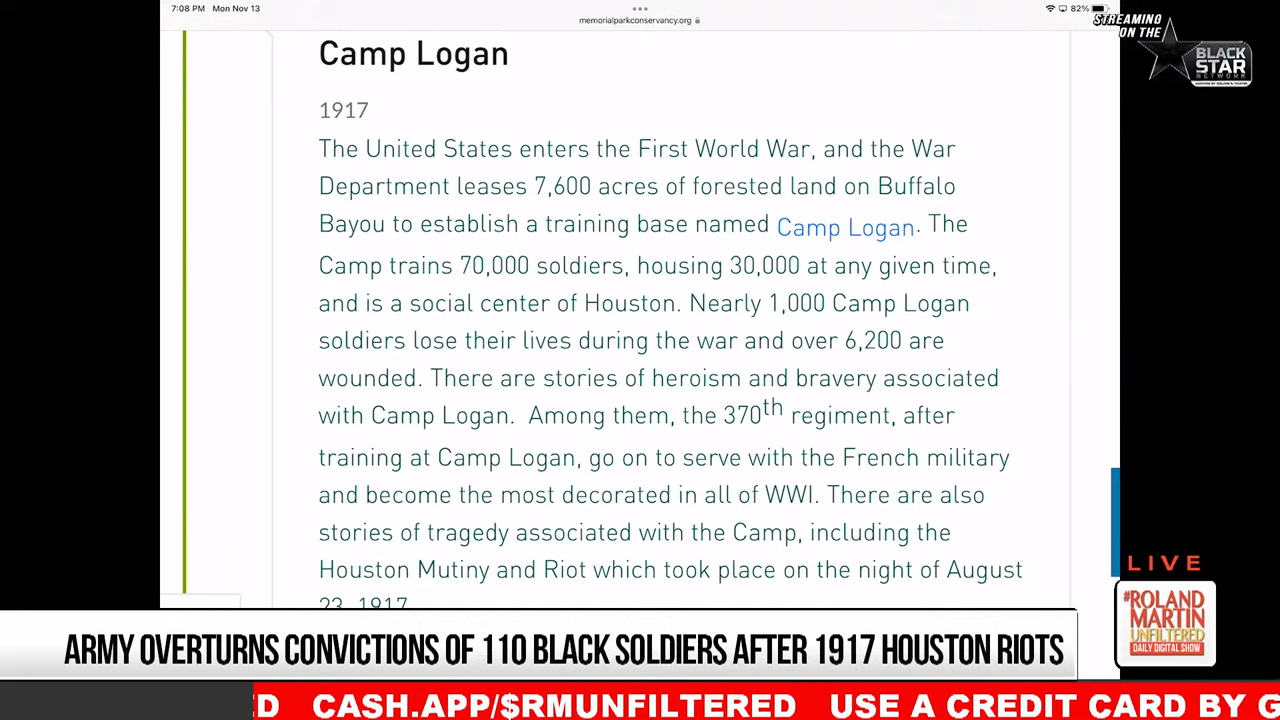 7:08 PM Mon Nov 13
82%
memorialparkconservancy.org
STREAMING
ON THE
BLACK
STAR
NETWORK
Camp Logan
1917
The United States enters the First World War, and the War
Department leases 7,600 acres of forested land on Buffalo
Bayou to establish a training base named Camp Logan. The
Camp trains 70,000 soldiers, housing 30,000 at any given time,
and is a social center of Houston. Nearly 1,000 Camp Logan
soldiers lose their lives during the war and over 6,200 are
wounded. There are stories of heroism and bravery associated
with Camp Logan. Among them, the 370th regiment, after
training at Camp Logan, go on to serve with the French military
and become the most decorated in all of WWI. There are also
stories of tragedy associated with the Camp, including the
Houston Mutiny and Riot which took place on the night of August
23, 1917
LIVE
#ROLAND
MARTIN
UNFILTERED
DAILY DIGITAL SHOW
ARMY OVERTURNS CONVICTIONS OF 110 BLACK SOLDIERS AFTER 1917 HOUSTON RIOTS
ED CASH.APP/$RMUNFILTERED USE A CREDIT CARD BY G